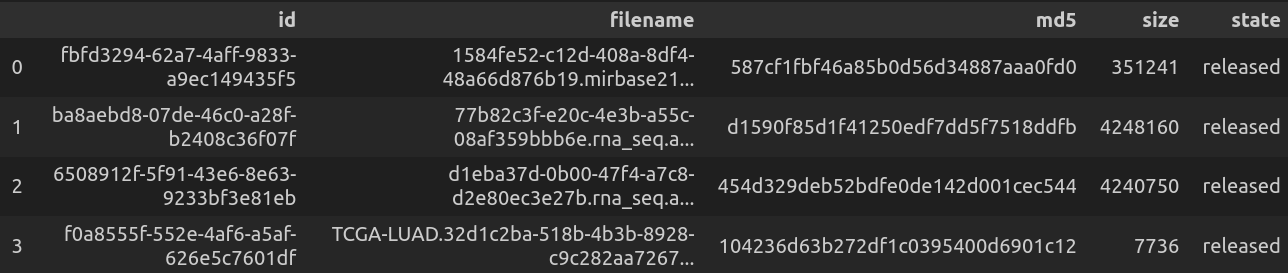 id filename md5 size state
fbfd3294-62a7-4aff-9833- 1584fe52-c12d-408a-8df4-
0 587cf1fbf46a85b0d56d34887aaa0fd0 351241 released
a9ec149435f5 48a66d876b19.mirbase21...
ba8aebd8-07de-46c0-a28f- 77b82c3f-e20c-4e3b-a55c-
1 d1590f85d1f41250edf7dd5f7518ddfb 4248160 released
b2408c36f07f 08af359bbb6e.rna_seq.a...
6508912f-5f91-43e6-8e63- d1eba37d-0b00-47f4-a7c8-
2 454d329deb52bdfe0de142d001cec544 4240750 released
9233bf3e81eb d2e80ec3e27b.rna_seq.a...
f0a8555f-552e-4af6-a5af- TCGA-LUAD.32d1c2ba-518b-4b3b-8928-
3 104236d63b272df1c0395400d6901c12 7736 released
626e5c7601df c9c282aa7267...